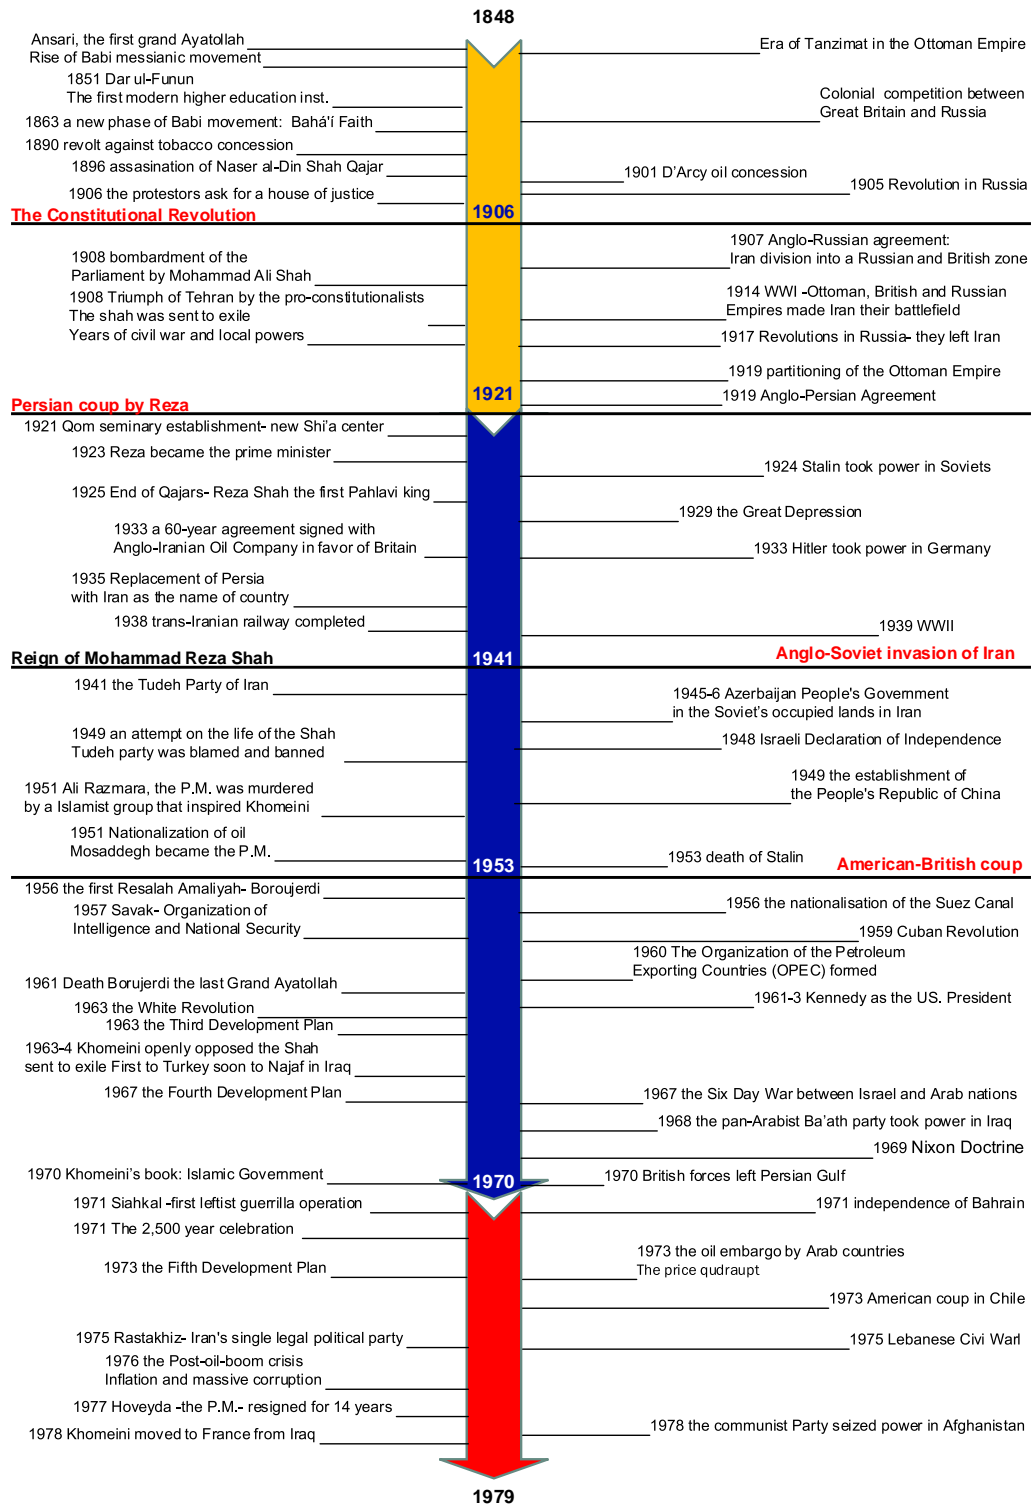 1848
Ansari, the first grand Ayatollah
Rise of Babi messianic movement
Era of Tanzimat in the Ottoman Empire
1851 Dar ul-Funun
The first modern higher education inst.
Colonial competition between
Great Britain and Russia
1863 a new phase of Babi movement: Bahá'í Faith
1890 revolt against tobacco concession
1896 assasination of Naser al-Din Shah Qajar
1901 D'Arcy oil concession
1905 Revolution in Russia
1906 the protestors ask for a house of justice
The Constitutional Revolution
1906
1907 Anglo-Russian agreement:
Iran division into a Russian and British zone
1908 bombardment of the
Parliament by Mohammad Ali Shah
1908 Triumph of Tehran by the pro-constitutionalists
The shah was sent to exile
Years of civil war and local powers
1914 WWI -Ottoman, British and Russian
Empires made Iran their battlefield
1917 Revolutions in Russia- they left Iran
1919 partitioning of the Ottoman Empire
1919 Anglo-Persian Agreement
1921
Persian coup by Reza
1921 Qom seminary establishment- new Shi'a center
1923 Reza became the prime minister
1924 Stalin took power in Soviets
1925 End of Qajars- Reza Shah the first Pahlavi king
1929 the Great Depression
1933 a 60-year agreement signed with
Anglo-Iranian Oil Company in favor of Britain
1933 Hitler took power in Germany
1935 Replacement of Persia
with Iran as the name of country
1938 trans-Iranian railway completed
1939 WWII
Reign of Mohammad Reza Shah
1941
Anglo-Soviet invasion of Iran
1941 the Tudeh Party of Iran
1945-6 Azerbaijan People's Government
in the Soviet's occupied lands in Iran
1949 an attempt on the life of the Shah
Tudeh party was blamed and banned
1948 Israeli Declaration of Independence
1949 the establishment of
the People's Republic of China
1951 Ali Razmara, the P.M. was murdered
by a Islamist group that inspired Khomeini
1951 Nationalization of oil
Mosaddegh became the P.M.
1953
1953 death of Stalin
American-British coup
1956 the first Resalah Amaliyah- Boroujerdi
1957 Savak- Organization of
Intelligence and National Security
1956 the nationalisation of the Suez Canal
1959 Cuban Revolution
1960 The Organization of the Petroleum
Exporting Countries (OPEC) formed
1961 Death Borujerdi the last Grand Ayatollah
1961-3 Kennedy as the US. President
1963 the White Revolution
1963 the Third Development Plan
1963-4 Khomeini openly opposed the Shah
sent to exile First to Turkey soon to Najaf in Iraq
1967 the Fourth Development Plan
1967 the Six Day War between Israel and Arab nations
1968 the pan-Arabist Ba'ath party took power in Iraq
1969 Nixon Doctrine
1970 Khomeini's book: Islamic Government
1970
1970 British forces left Persian Gulf
1971 Siahkal -first leftist guerrilla operation
1971 independence of Bahrain
1971 The 2,500 year celebration
1973 the oil embargo by Arab countries
The price qudraupt
1973 the Fifth Development Plan
1973 American coup in Chile
1975 Rastakhiz- Iran's single legal political party
1975 Lebanese Civi Warl
1976 the Post-oil-boom crisis
Inflation and massive corruption
1977 Hoveyda -the P.M.- resigned for 14 years
1978 Khomeini moved to France from Iraq
1978 the communist Party seized power in Afghanistan
1979